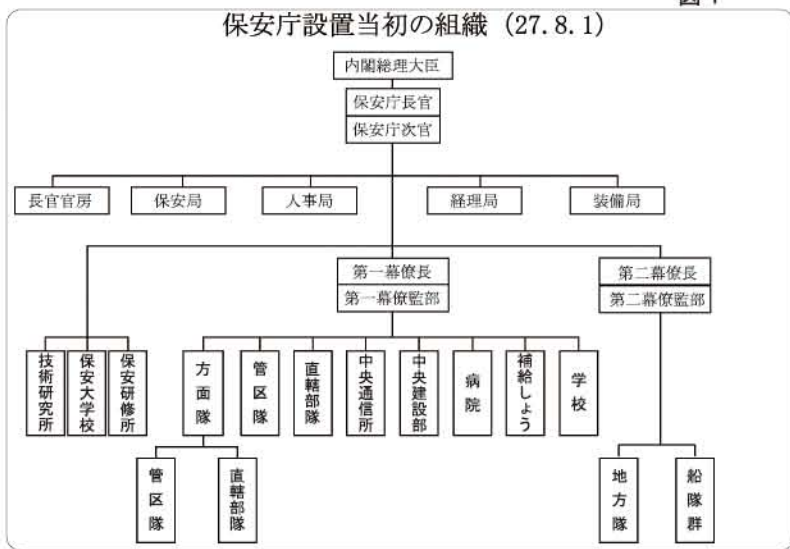 保安庁設置当初の組織（27.8.1）
内閣総理大臣
保安庁長官
保安庁次官
長官官房
保安局
人事局
経理局
装備局
第一幕僚長
第一幕僚監部
第二幕僚長
第二幕僚監部
技術研究所
保安大学校
保安研修所
方面隊
管区隊
直轄部隊
中央通信所
中央建設部
病院
補給しょう
学校
管区隊
直轄部隊
地方隊
船隊群